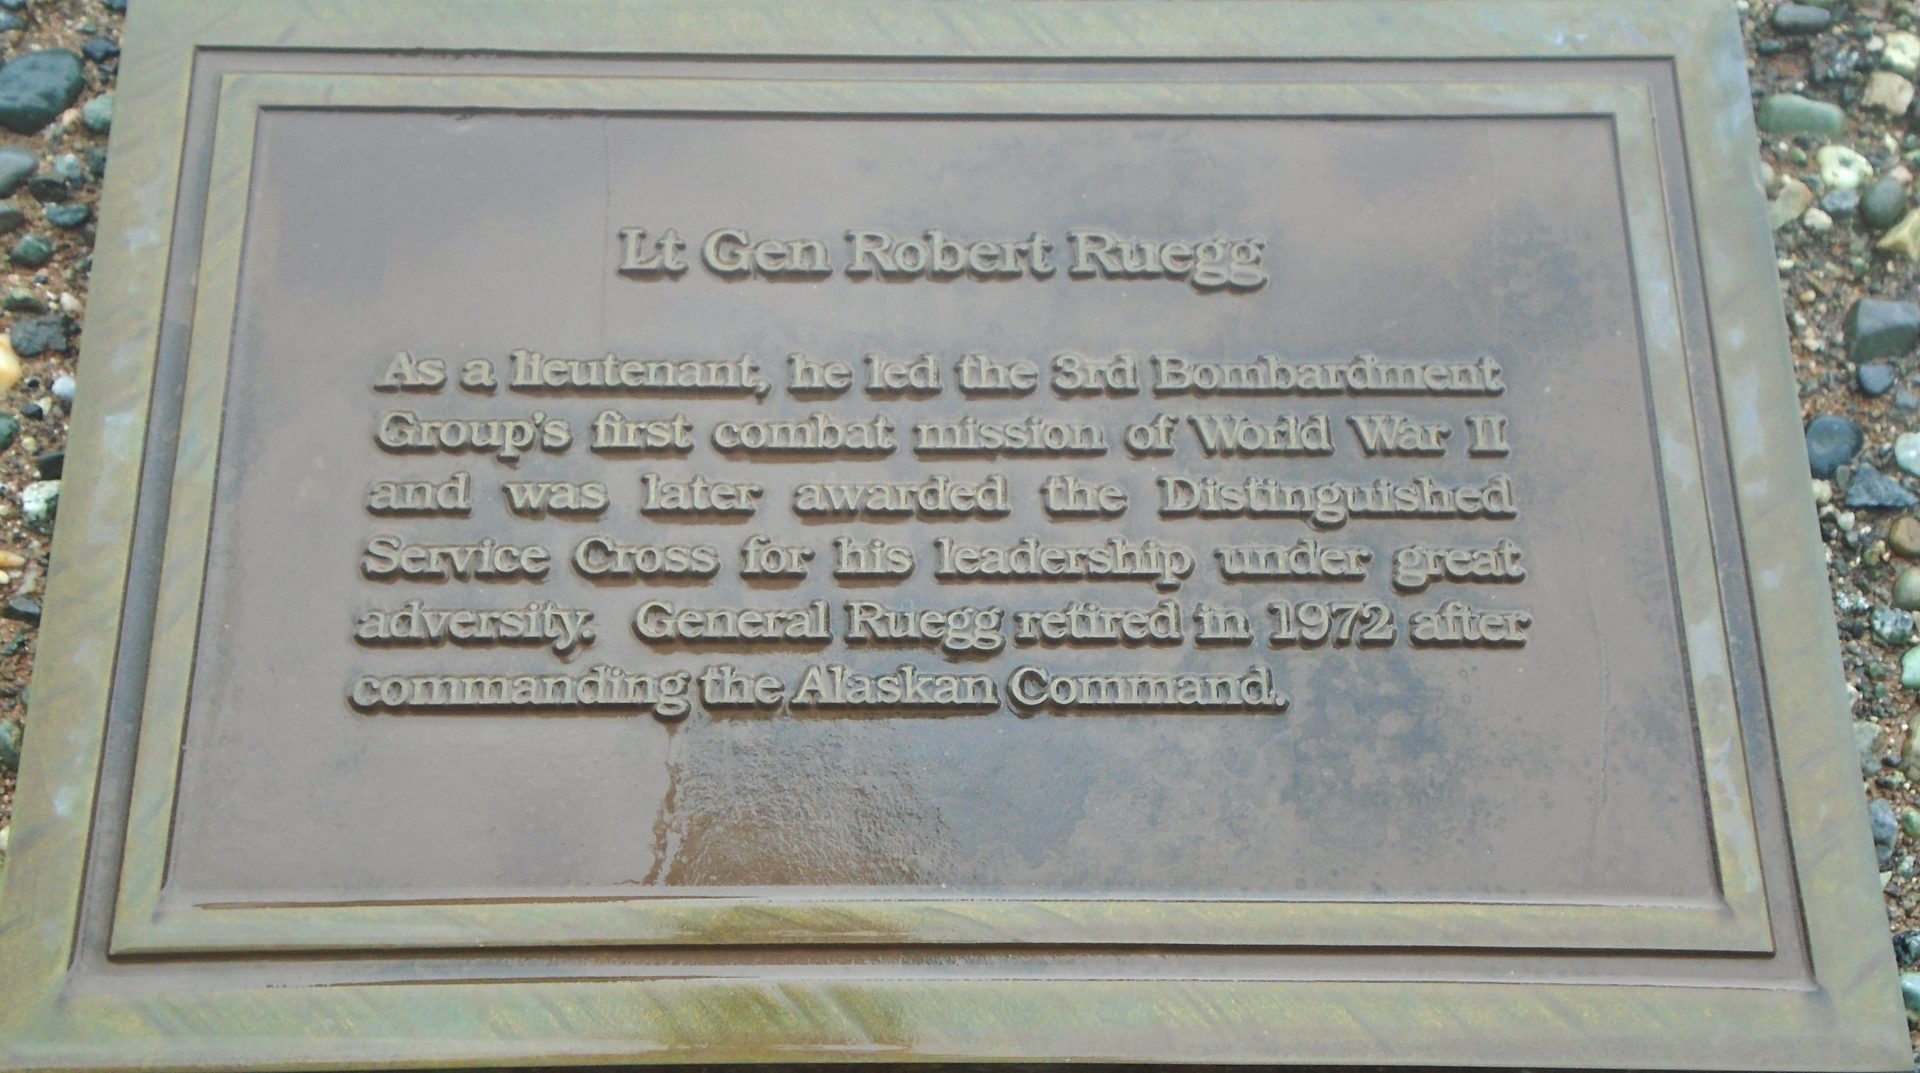 Lt Gen Robert Ruegg
As a lieutenant, he led the 3rd Bombardment
Group's first combat mission of World War II
and was later awarded the Distinguished
Service Cross for his leadership under great
adversity. General Ruegg retired in 1972 after
commanding the Alaskan Command.